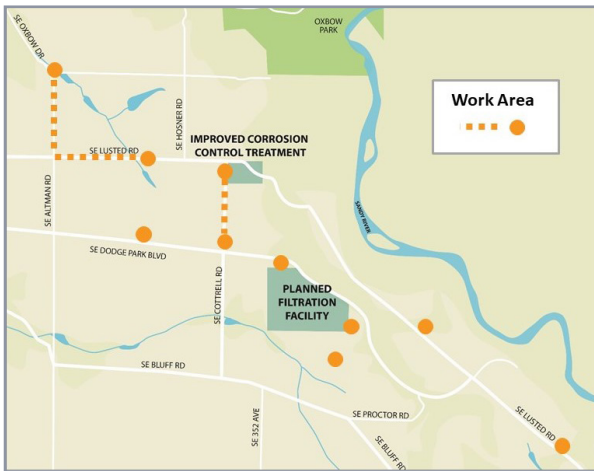 SE OXBOW DR
OXBOW
PARK
Work Area
SE HOSNER RD
IMPROVED CORROSION
CONTROL TREATMENT
SE LUSTED RD
SE ALTMAN RD
SANDY RIVER
SE DODGE PARK BLVD
SE COTTRELL RD
PLANNED
FILTRATION
FACILITY
SE BLUFF RD
SE 352 AVE
SE PROCTOR RD
SE BLUFF RD
SE LUSTED RD